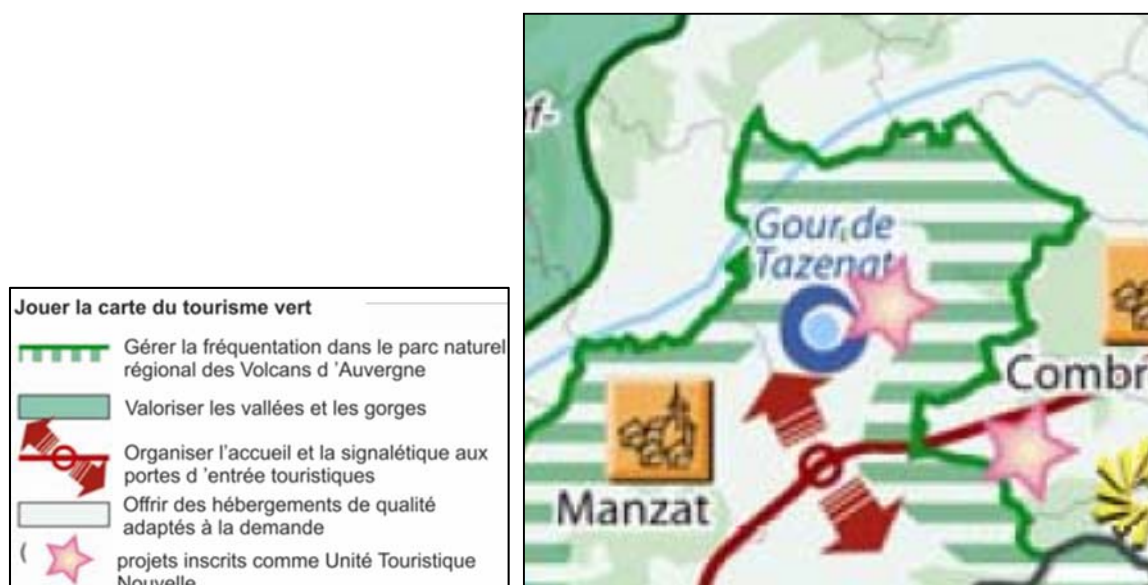 Jouer la carte du tourisme vert
Gérer la fréquentation dans le parc naturel
régional des Volcans d 'Auvergne
Valoriser les vallées et les gorges
Organiser l'accueil et la signalétique aux
portes d 'entrée touristiques
Offrir des hébergements de qualité
adaptés à la demande
( projets inscrits comme Unité Touristique
Nouvelle
f-
Gour de
Tazenat
Combr
Manzat